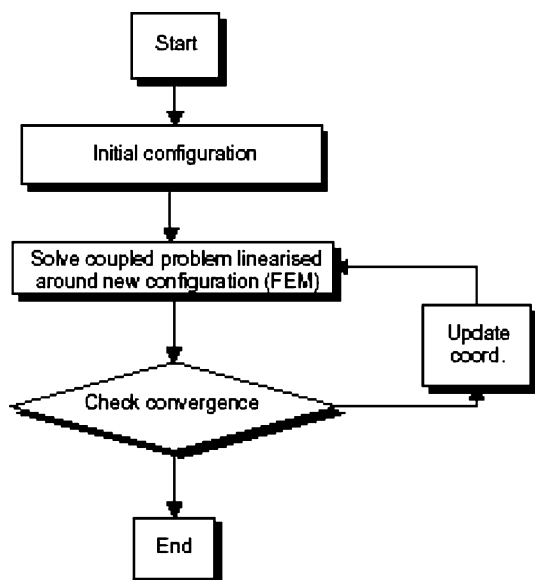 Start
Initial configuration
Solve coupled problem linearised
around new configuration (FEM)
Update
coord.
Check convergence
End